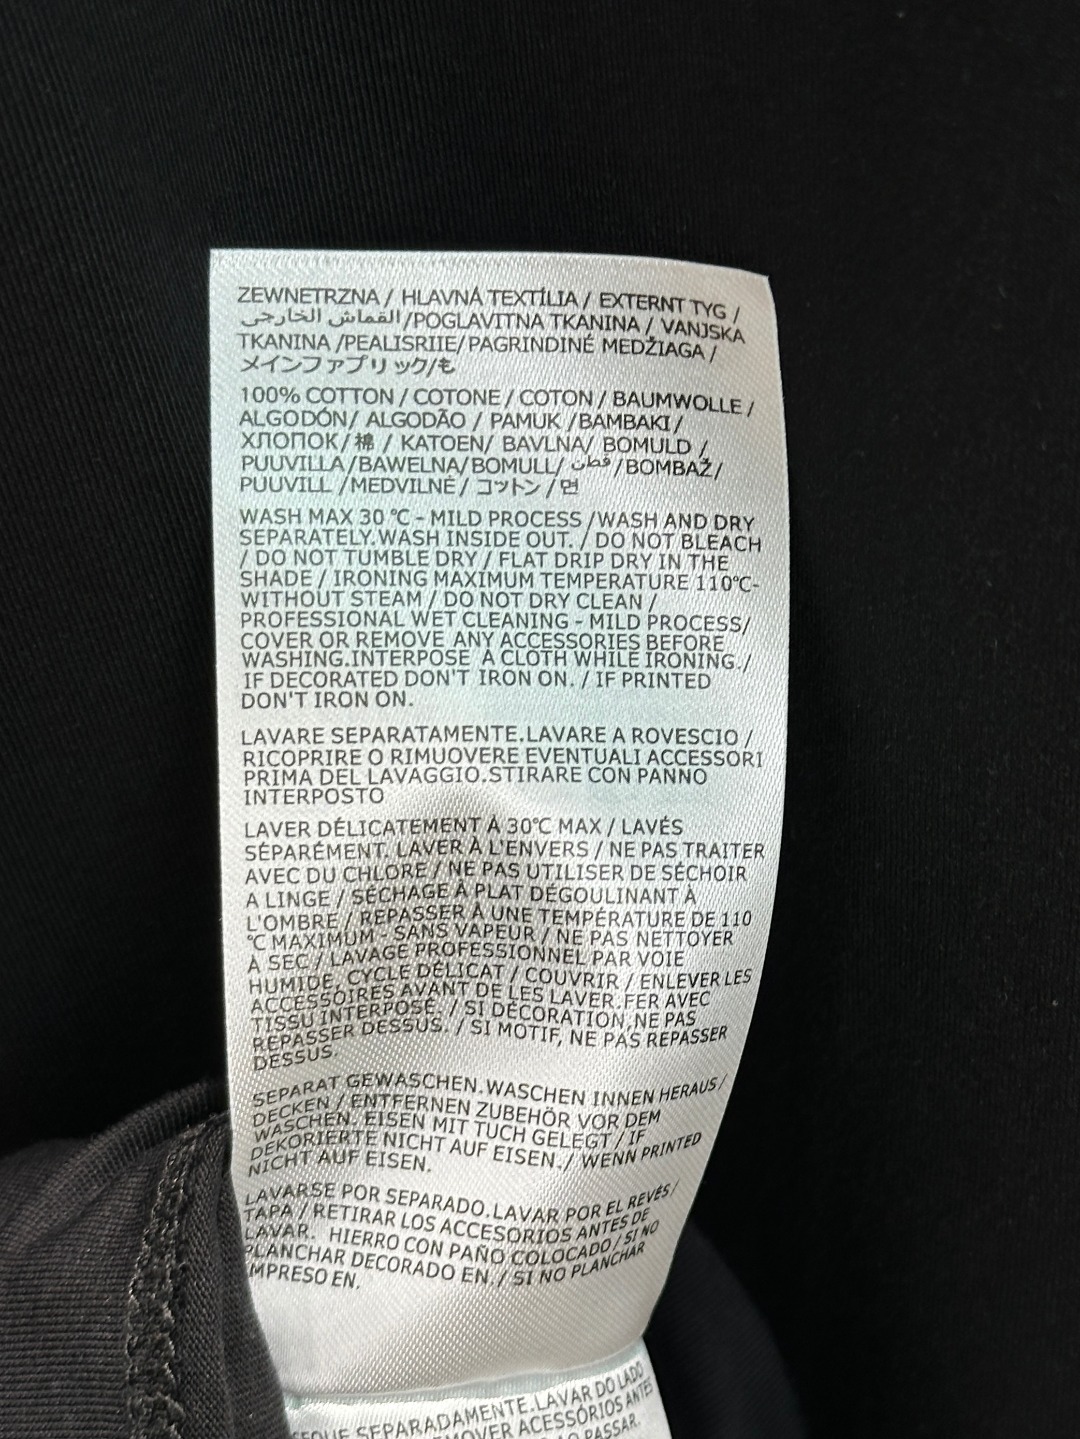 ZEWNETRZNA / HLAVNÁ TEXTÍLIA / EXTERNT TYG /
القماش الخارجي/POGLAVITNA TKANINA / VANJSKA
TKANINA /PEALISRIIE/PAGRINDINÉ MEDŽIAGA /
メインファブリック/も
100% COTTON / COTONE / COTON / BAUMWOLLE /
ALGODÓN/ ALGODÃO / PAMUK /BAMBAKI /
ХЛОПОК/棉 / KATOEN/ BAVLNA/ BOMULD /
PUUVILLA /BAWELNA/BOMULL/ قطن /BOMBAŽ/
PUUVILL /MEDVILNÉ / コットン / 면
WASH MAX 30 ℃ - MILD PROCESS /WASH AND DRY
SEPARATELY.WASH INSIDE OUT. / DO NOT BLEACH
/ DO NOT TUMBLE DRY / FLAT DRIP DRY IN THE
SHADE / IRONING MAXIMUM TEMPERATURE 110℃-
WITHOUT STEAM / DO NOT DRY CLEAN /
PROFESSIONAL WET CLEANING - MILD PROCESS/
COVER OR REMOVE ANY ACCESSORIES BEFORE
WASHING.INTERPOSE A CLOTH WHILE IRONING./
IF DECORATED DON'T IRON ON. / IF PRINTED
DON'T IRON ON.
LAVARE SEPARATAMENTE.LAVARE A ROVESCIO /
RICOPRIRE O RIMUOVERE EVENTUALI ACCESSORI
PRIMA DEL LAVAGGIO.STIRARE CON PANNO
INTERPOSTO
LAVER DÉLICATEMENT À 30℃ MAX / LAVÉS
SÉPARÉMENT. LAVER À L'ENVERS / NE PAS TRAITER
AVEC DU CHLORE / NE PAS UTILISER DE SÉCHOIR
A LINGE / SÉCHAGE À PLAT DÉGOULINANT À
L'OMBRE / REPASSER À UNE TEMPÉRATURE DE 110
℃ MAXIMUM - SANS VAPEUR / NE PAS NETTOYER
À SEC / LAVAGE PROFESSIONNEL PAR VOIE
HUMIDE, CYCLE DÉLICAT / COUVRIR / ENLEVER LES
ACCESSOIRES AVANT DE LES LAVER.FER AVEC
TISSU INTERPOSÉ. / SI DÉCORATION,NE PAS
REPASSER DESSUS. / SI MOTIF, NE PAS REPASSER
DESSUS.
SEPARAT GEWASCHEN.WASCHEN INNEN HERAUS /
DECKEN / ENTFERNEN ZUBEHÖR VOR DEM
WASCHEN. EISEN MIT TUCH GELEGT / IF
DEKORIERTE NICHT AUF EISEN./ WENN PRINTED
NICHT AUF EISEN.
LAVARSE POR SEPARADO.LAVAR POR EL REVÉS/
TAPA / RETIRAR LOS ACCESORIOS ANTES DE
LAVAR. HIERRO CON PAÑO COLOCADO / SI NO
PLANCHAR DECORADO EN. / SI NO PLANCHAR
MPRESO EN.
SEPARADAMENTE.LAVAR DO LADO
MOVER ACESSÓRIOS ANTES
PASSAR.